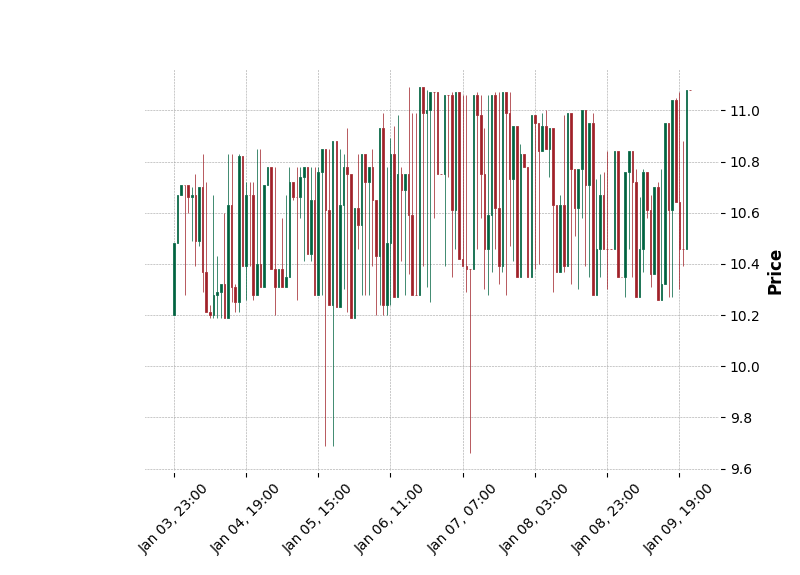 11.0
10.8
10.6
10.4
10.2
10.0
9.8
9.6
Price
Jan 03, 23:00
Jan 04, 19:00
Jan 05, 15:00
Jan 06, 11:00
Jan 07, 07:00
Jan 08, 03:00
Jan 08, 23:00
Jan 09, 19:00